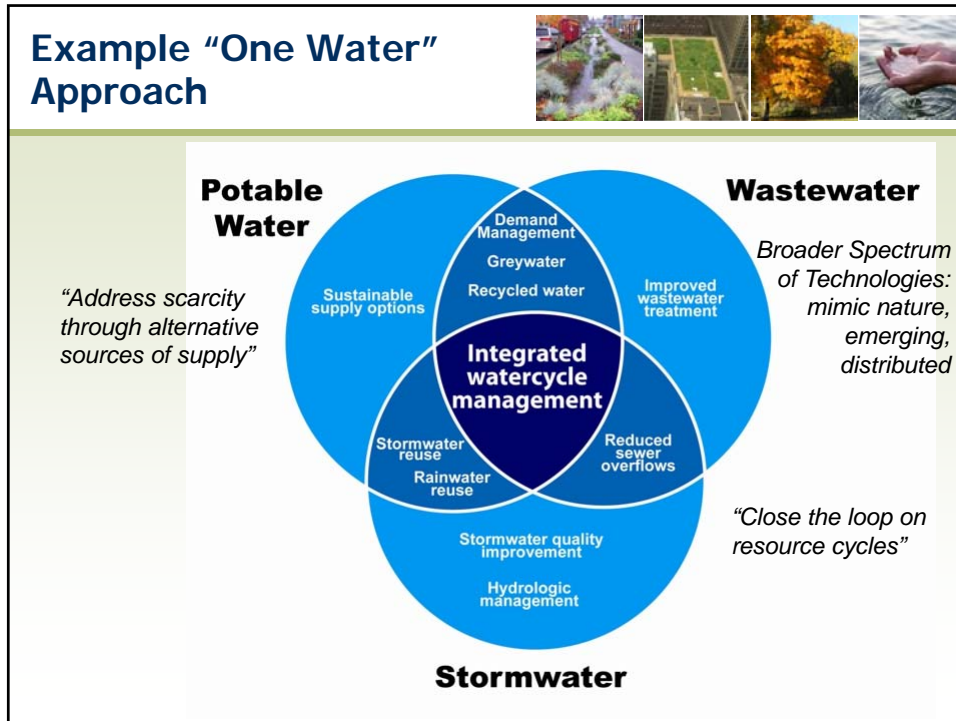 Example “One Water”
Approach
Potable
Water
Wastewater
“Address scarcity
through alternative
sources of supply”
Sustainable
supply options
Demand
Management
Greywater
Recycled water
Improved
wastewater
treatment
Broader Spectrum
of Technologies:
mimic nature,
emerging,
distributed
Integrated
watercycle
management
Stormwater
reuse
Rainwater
reuse
Reduced
sewer
overflows
“Close the loop on
resource cycles”
Stormwater quality
improvement
Hydrologic
management
Stormwater